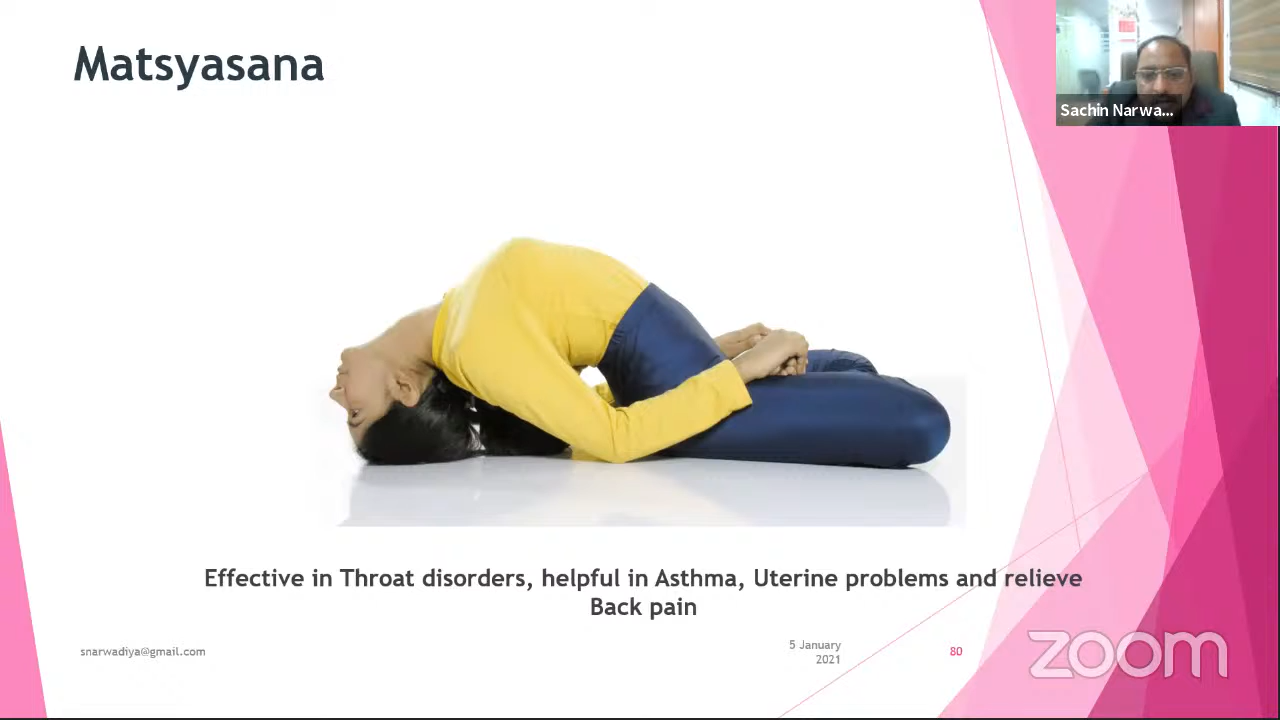 Matsyasana
Sachin Narwa...
Effective in Throat disorders, helpful in Asthma, Uterine problems and relieve
Back pain
snarwadiya@gmail.com
5 January
2021
80
zoom